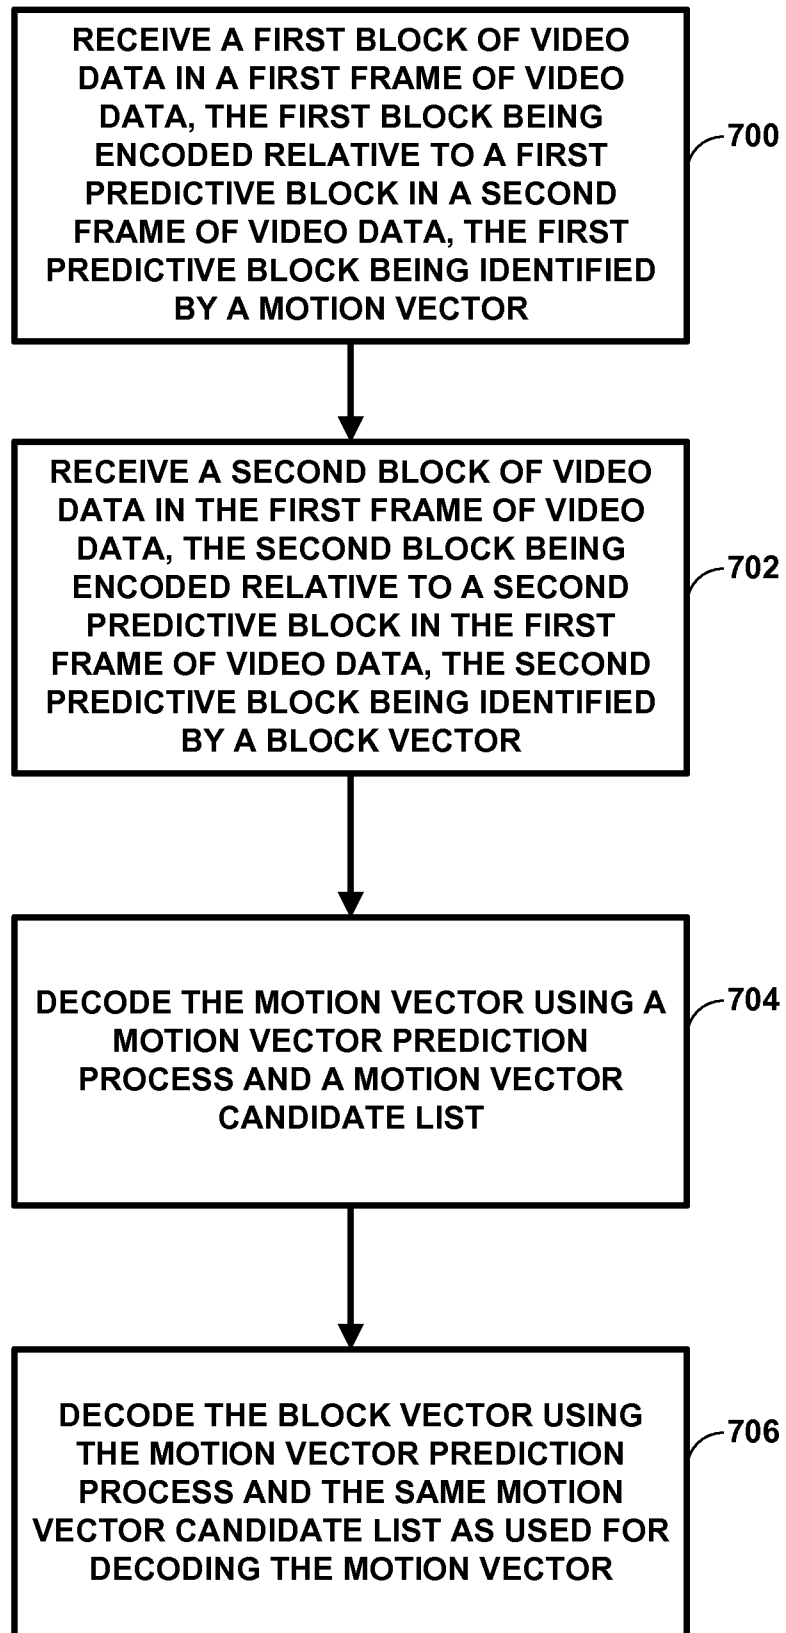 RECEIVE A FIRST BLOCK OF VIDEO
DATA IN A FIRST FRAME OF VIDEO
DATA, THE FIRST BLOCK BEING
ENCODED RELATIVE TO A FIRST
PREDICTIVE BLOCK IN A SECOND
FRAME OF VIDEO DATA, THE FIRST
PREDICTIVE BLOCK BEING IDENTIFIED
BY A MOTION VECTOR
700
RECEIVE A SECOND BLOCK OF VIDEO
DATA IN THE FIRST FRAME OF VIDEO
DATA, THE SECOND BLOCK BEING
ENCODED RELATIVE TO A SECOND
PREDICTIVE BLOCK IN THE FIRST
FRAME OF VIDEO DATA, THE SECOND
PREDICTIVE BLOCK BEING IDENTIFIED
BY A BLOCK VECTOR
702
DECODE THE MOTION VECTOR USING A
MOTION VECTOR PREDICTION
PROCESS AND A MOTION VECTOR
CANDIDATE LIST
704
DECODE THE BLOCK VECTOR USING
THE MOTION VECTOR PREDICTION
PROCESS AND THE SAME MOTION
VECTOR CANDIDATE LIST AS USED FOR
DECODING THE MOTION VECTOR
706